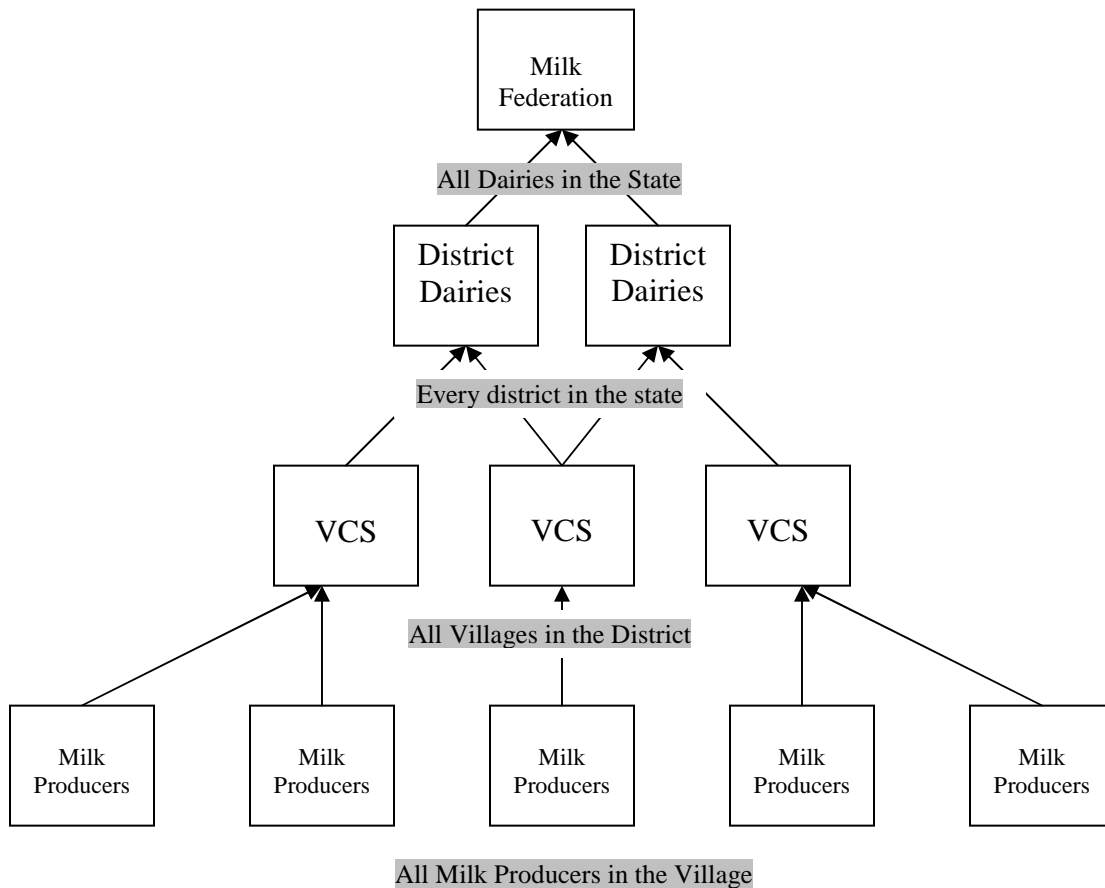 Milk
Federation
All Dairies in the State
District
Dairies
District
Dairies
Every district in the state
VCS
VCS
VCS
All Villages in the District
Milk
Producers
Milk
Producers
Milk
Producers
Milk
Producers
Milk
Producers
All Milk Producers in the Village